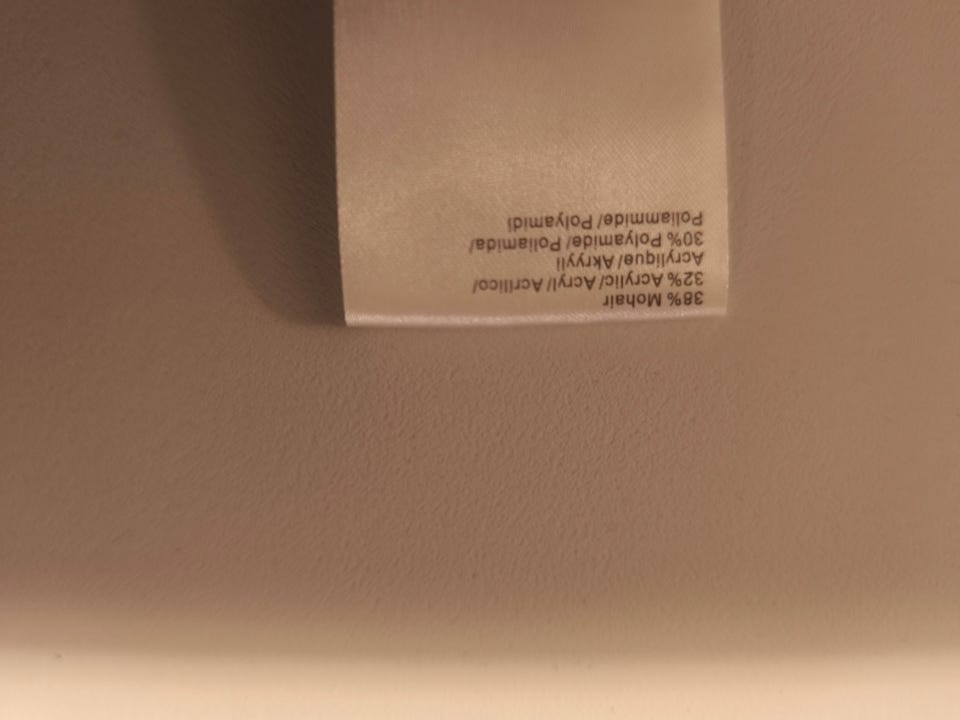 38% Mohair
32% Acrylic/ Acryl/ Acrilico/
Acrylique/ Akryyli
30% Polyamide/ Poliamida/
Poliammide/ Polyamidi